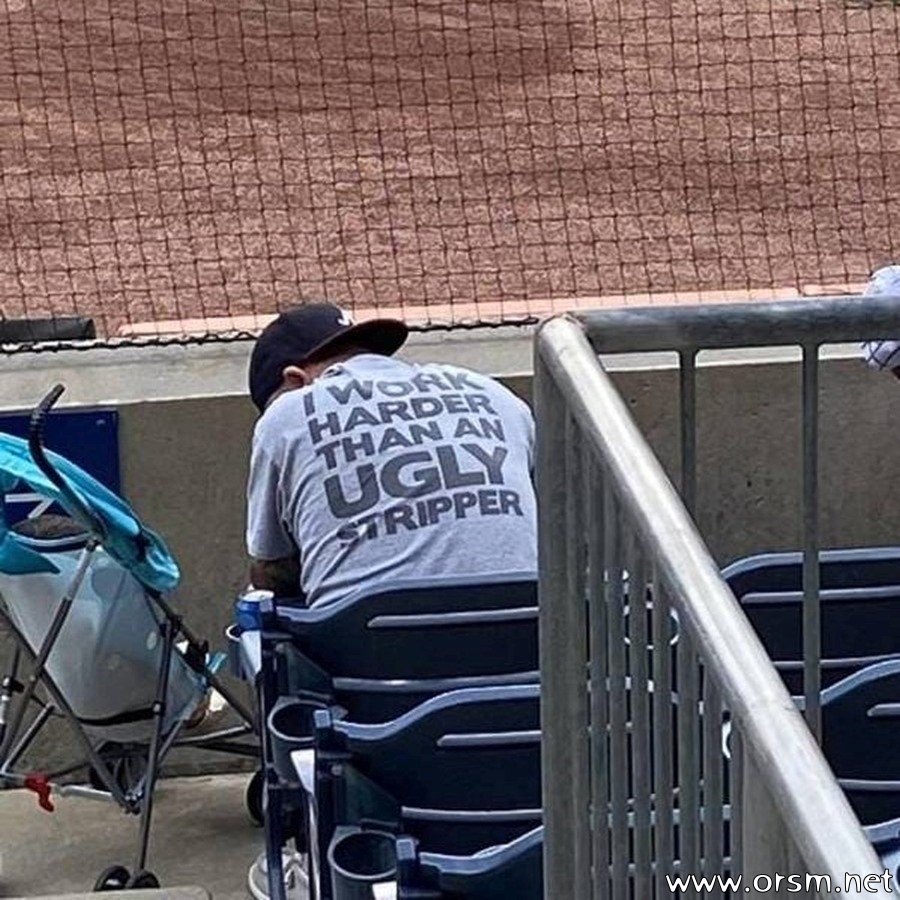 I WORK
HARDER
THAN AN
UGLY
STRIPPER
www.orsm.net